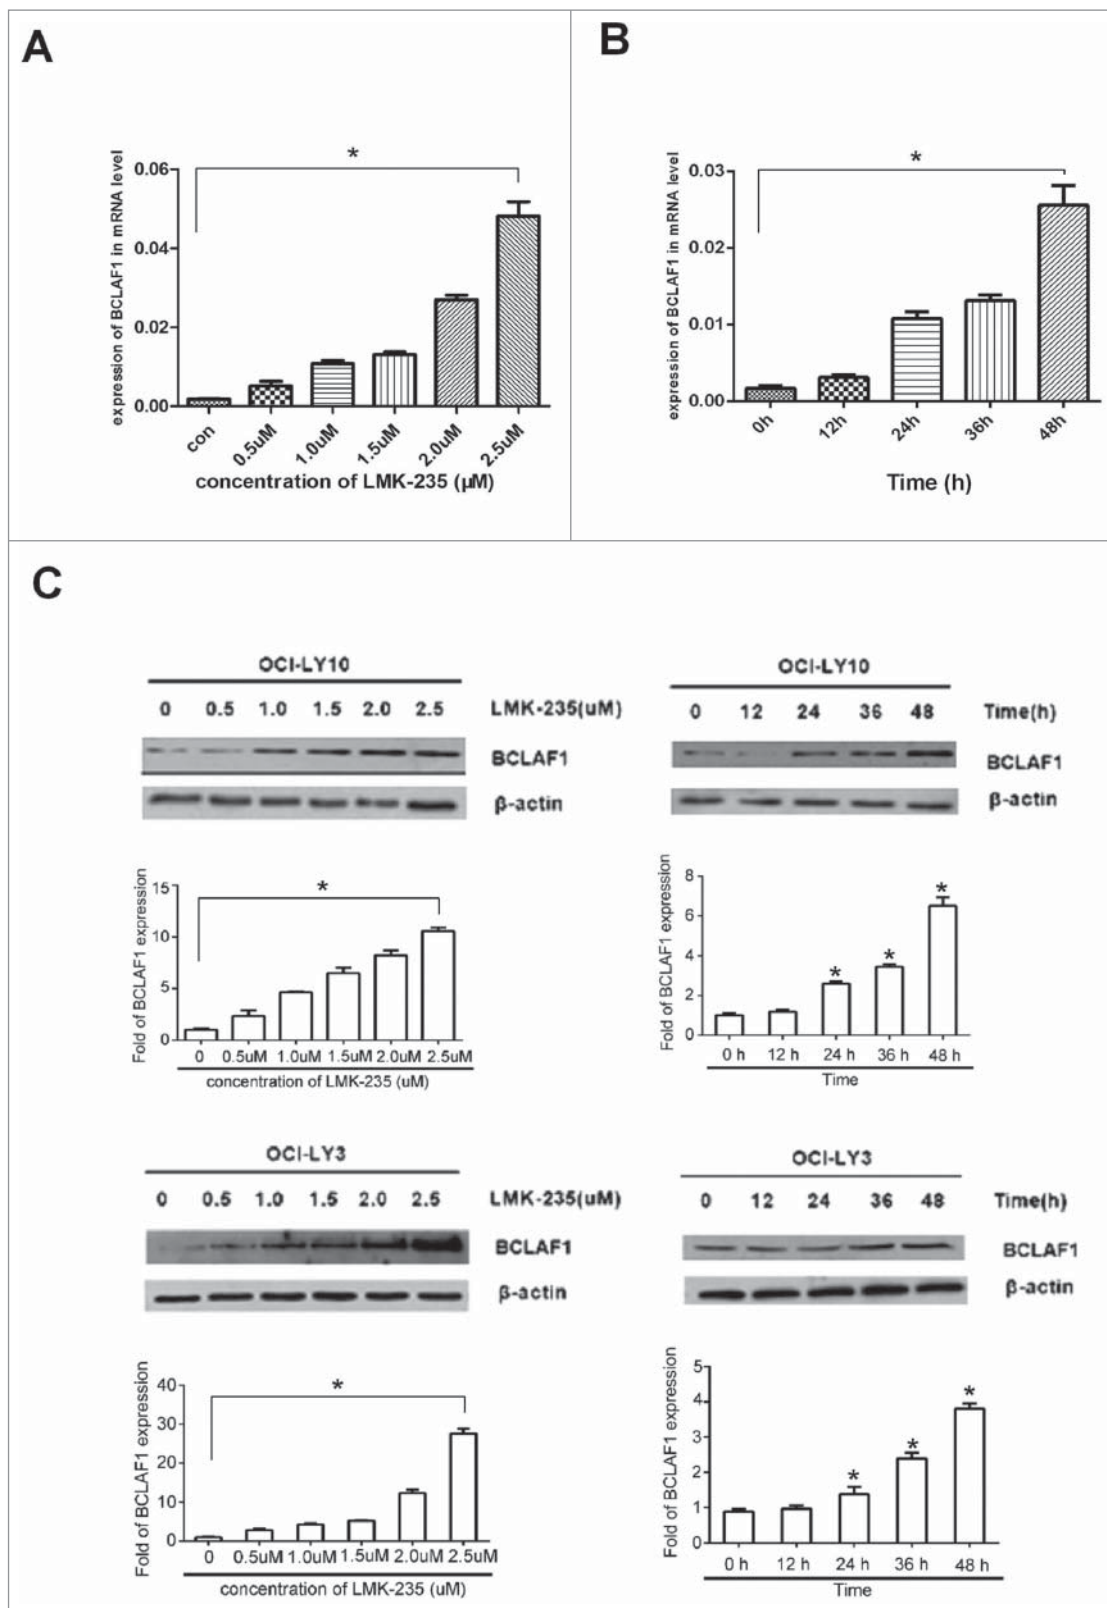 A
expression of BCLAF1 in mRNA level
0.06
0.04
0.02
0.00
*
con
0.5uM
1.0uM
1.5uM
2.0uM
2.5uM
concentration of LMK-235 (μM)
B
expression of BCLAF1 in mRNA level
0.03
0.02
0.01
0.00
*
0h
12h
24h
36h
48h
Time (h)
C
OCI-LY10
0 0.5 1.0 1.5 2.0 2.5 LMK-235(uM)
BCLAF1
β-actin
Fold of BCLAF1 expression
15
10
5
0
*
0 0.5uM 1.0uM 1.5uM 2.0uM 2.5uM
concentration of LMK-235 (uM)
OCI-LY10
0 12 24 36 48 Time(h)
BCLAF1
β-actin
Fold of BCLAF1 expression
8
6
4
2
0
* * *
0 h 12 h 24 h 36 h 48 h
Time
OCI-LY3
0 0.5 1.0 1.5 2.0 2.5 LMK-235(uM)
BCLAF1
β-actin
Fold of BCLAF1 expression
40
30
20
10
0
*
0 0.5uM 1.0uM 1.5uM 2.0uM 2.5uM
concentration of LMK-235 (uM)
OCI-LY3
0 12 24 36 48 Time(h)
BCLAF1
β-actin
Fold of BCLAF1 expression
5
4
3
2
1
0
* * *
0 h 12 h 24 h 36 h 48 h
Time